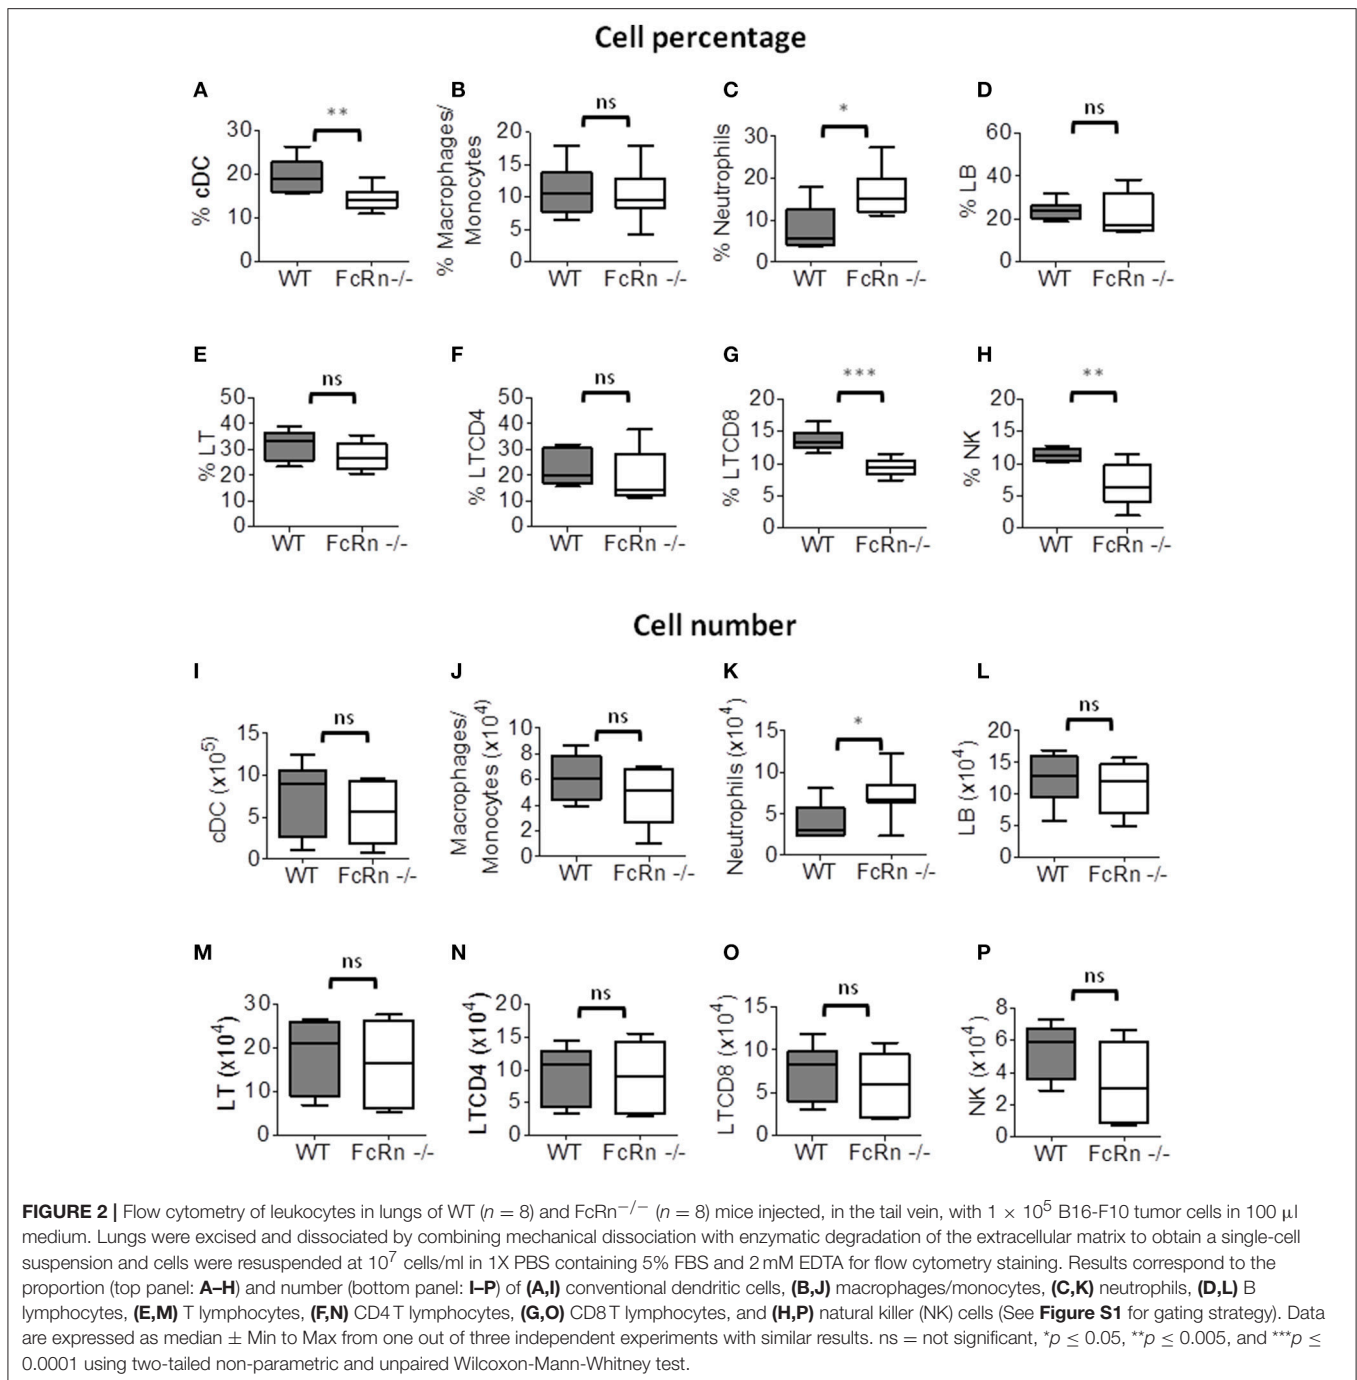 Cell percentage
A
B
C
D
**
ns
*
ns
% cDC
30
20
10
0
WT FcRn-/-
% Macrophages/
Monocytes
20
15
10
5
0
WT FcRn -/-
% Neutrophils
30
20
10
0
WT FcRn -/-
% LB
60
40
20
0
WT FcRn -/-
E
F
G
H
ns
ns
***
**
% LT
50
40
30
20
10
0
WT FcRn -/-
% LTCD4
50
40
30
20
10
0
WT FcRn -/-
% LTCD8
20
15
10
5
0
WT FcRn-/-
% NK
20
15
10
5
0
WT FcRn -/-
Cell number
I
J
K
L
ns
ns
*
ns
cDC (x10⁵)
15
10
5
0
WT FcRn -/-
Macrophages/
Monocytes (x10⁴)
10
8
6
4
2
0
WT FcRn -/-
Neutrophils (x10⁴)
15
10
5
0
WT FcRn -/-
LB (x10⁴)
20
15
10
5
0
WT FcRn -/-
M
N
O
P
ns
ns
ns
ns
LT (x10⁴)
30
20
10
0
WT FcRn -/-
LTCD4 (x10⁴)
20
15
10
5
0
WT FcRn -/-
LTCD8 (x10⁴)
15
10
5
0
WT FcRn -/-
NK (x10⁴)
8
6
4
2
0
WT FcRn -/-
FIGURE 2 | Flow cytometry of leukocytes in lungs of WT (n = 8) and FcRn⁻/⁻ (n = 8) mice injected, in the tail vein, with 1 × 10⁵ B16-F10 tumor cells in 100 µl
medium. Lungs were excised and dissociated by combining mechanical dissociation with enzymatic degradation of the extracellular matrix to obtain a single-cell
suspension and cells were resuspended at 10⁷ cells/ml in 1X PBS containing 5% FBS and 2 mM EDTA for flow cytometry staining. Results correspond to the
proportion (top panel: A–H) and number (bottom panel: I–P) of (A,I) conventional dendritic cells, (B,J) macrophages/monocytes, (C,K) neutrophils, (D,L) B
lymphocytes, (E,M) T lymphocytes, (F,N) CD4 T lymphocytes, (G,O) CD8 T lymphocytes, and (H,P) natural killer (NK) cells (See Figure S1 for gating strategy). Data
are expressed as median ± Min to Max from one out of three independent experiments with similar results. ns = not significant, *p ≤ 0.05, **p ≤ 0.005, and ***p ≤
0.0001 using two-tailed non-parametric and unpaired Wilcoxon-Mann-Whitney test.